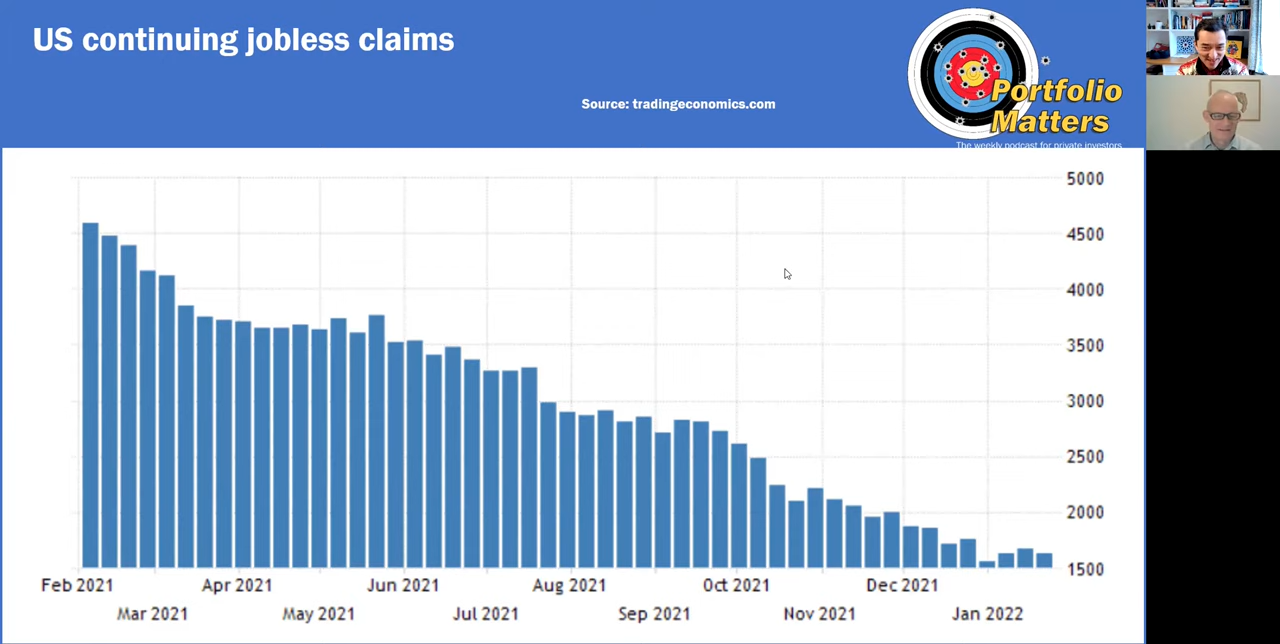 US continuing jobless claims
Source: tradingeconomics.com
Portfolio
Matters
The weekly podcast for private investors
5000
4500
4000
3500
3000
2500
2000
1500
Feb 2021
Apr 2021
Jun 2021
Aug 2021
Oct 2021
Dec 2021
Mar 2021
May 2021
Jul 2021
Sep 2021
Nov 2021
Jan 2022